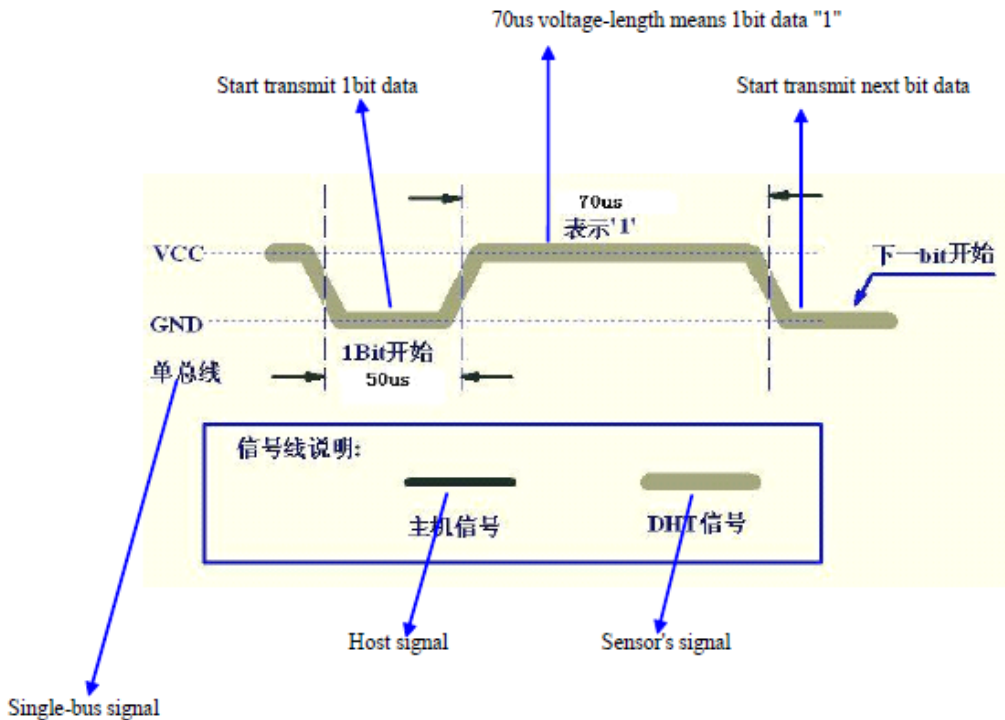 70us voltage-length means 1bit data "1"
Start transmit 1bit data
Start transmit next bit data
70us
表示'1'
VCC
下一bit开始
GND
1Bit开始
单总线
50us
信号线说明:
主机信号
DHT信号
Host signal
Sensor's signal
Single-bus signal